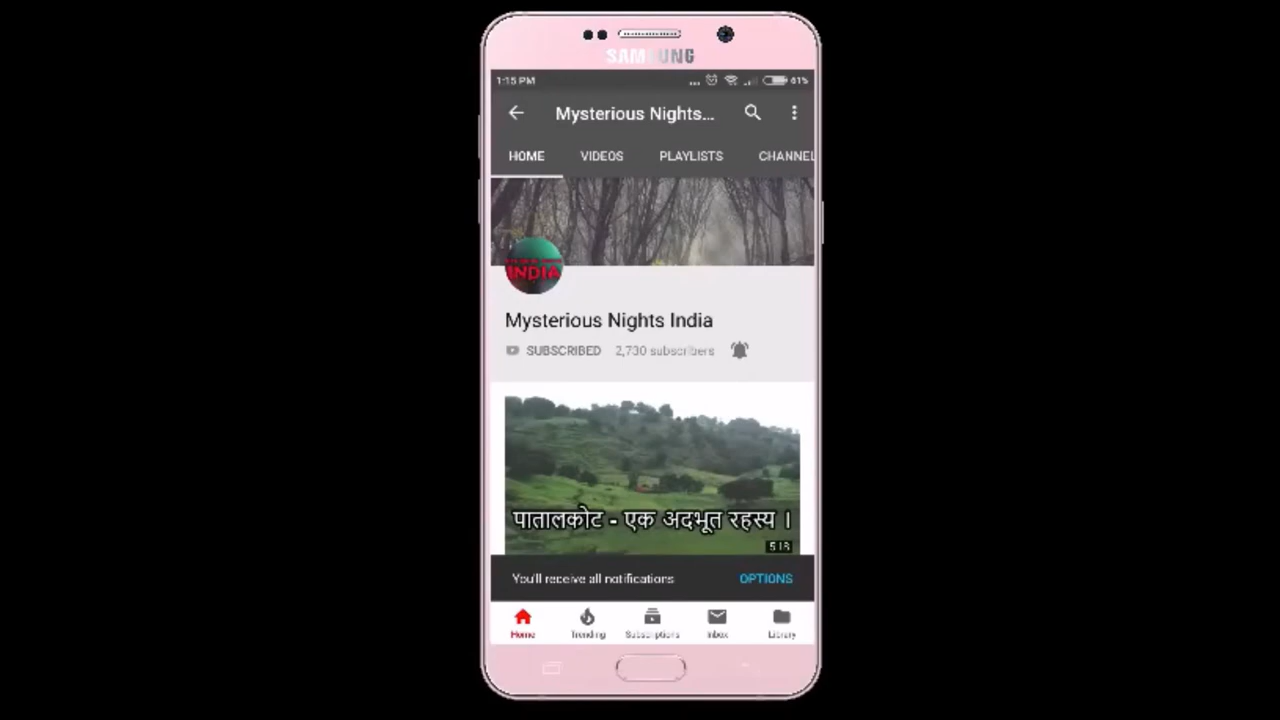 SAMSUNG
1:15 PM
61%
Mysterious Nights...
HOME VIDEOS PLAYLISTS CHANNEL
INDIA
Mysterious Nights India
SUBSCRIBED 2,730 subscribers
पातालकोट - एक अदभूत रहस्य ।
5:18
You'll receive all notifications OPTIONS
Home Trending Subscriptions Inbox Library